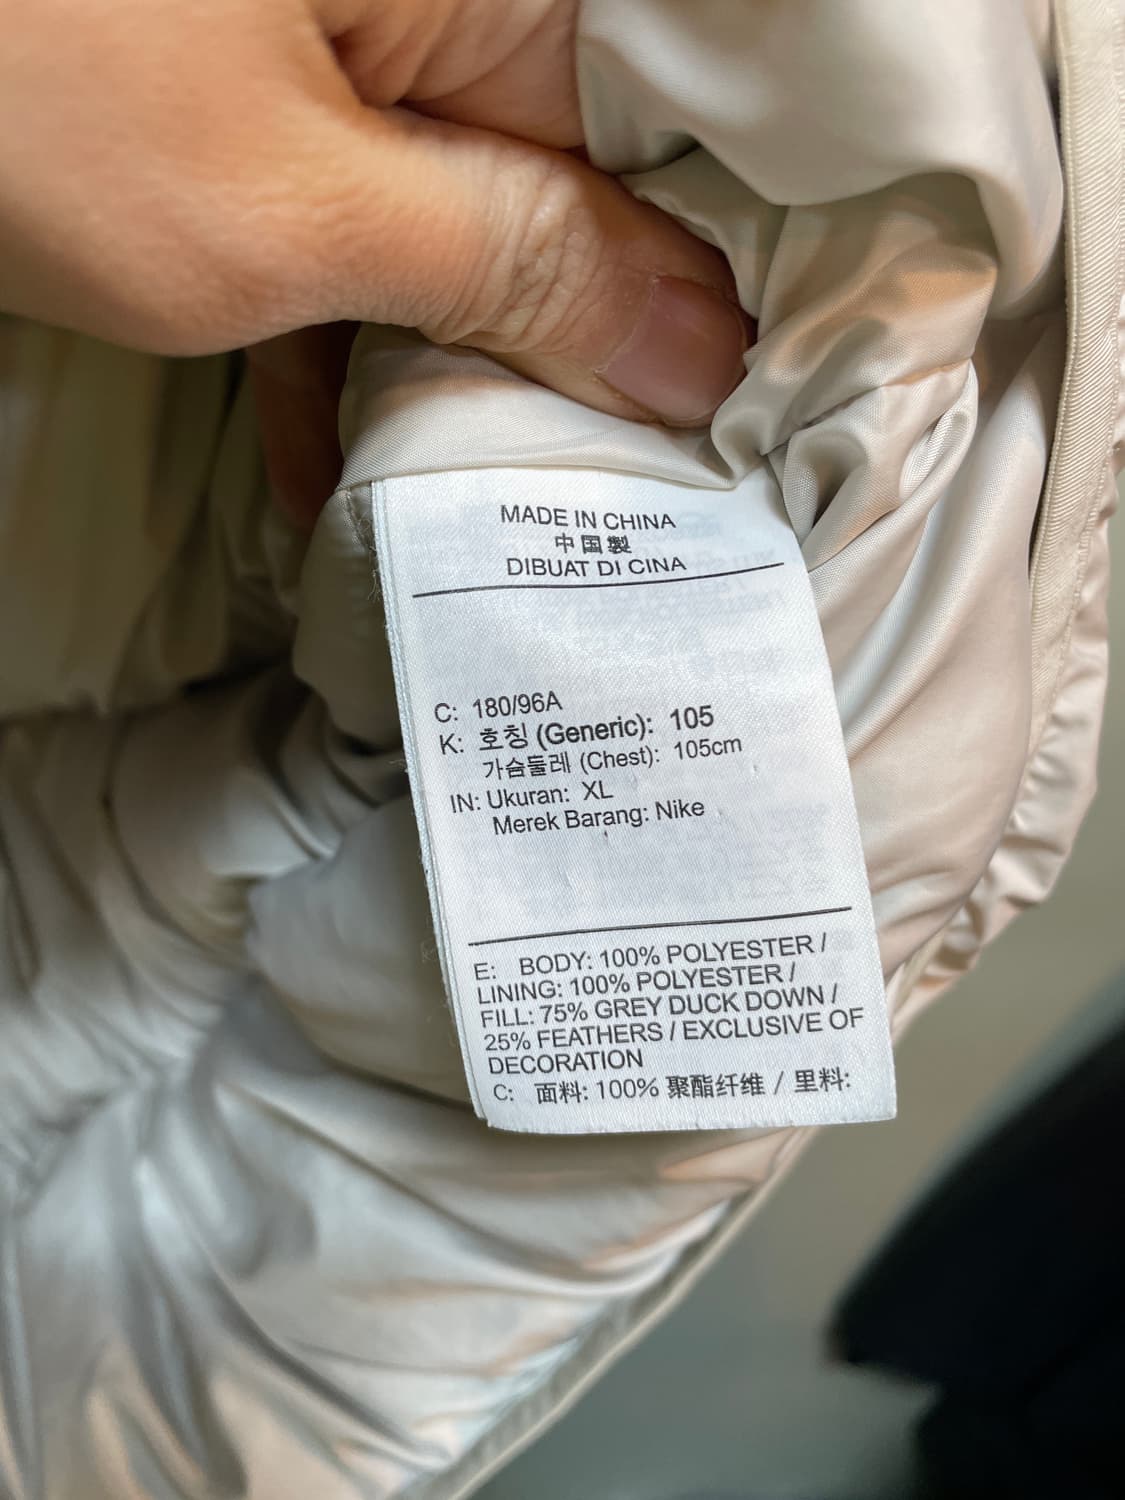 MADE IN CHINA
中国製
DIBUAT DI CINA
C: 180/96A
K: 호칭 (Generic): 105
가슴둘레 (Chest): 105cm
IN: Ukuran: XL
Merek Barang: Nike
E: BODY: 100% POLYESTER /
LINING: 100% POLYESTER /
FILL: 75% GREY DUCK DOWN /
25% FEATHERS / EXCLUSIVE OF
DECORATION
C: 面料: 100% 聚酯纤维 / 里料: